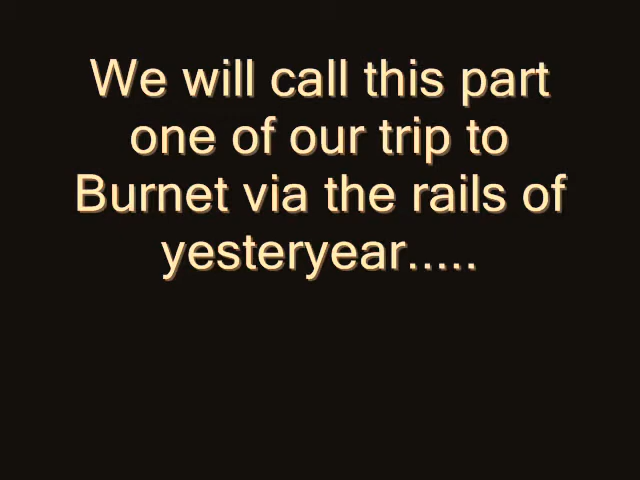 We will call this part
one of our trip to
Burnet via the rails of
yesteryear.....